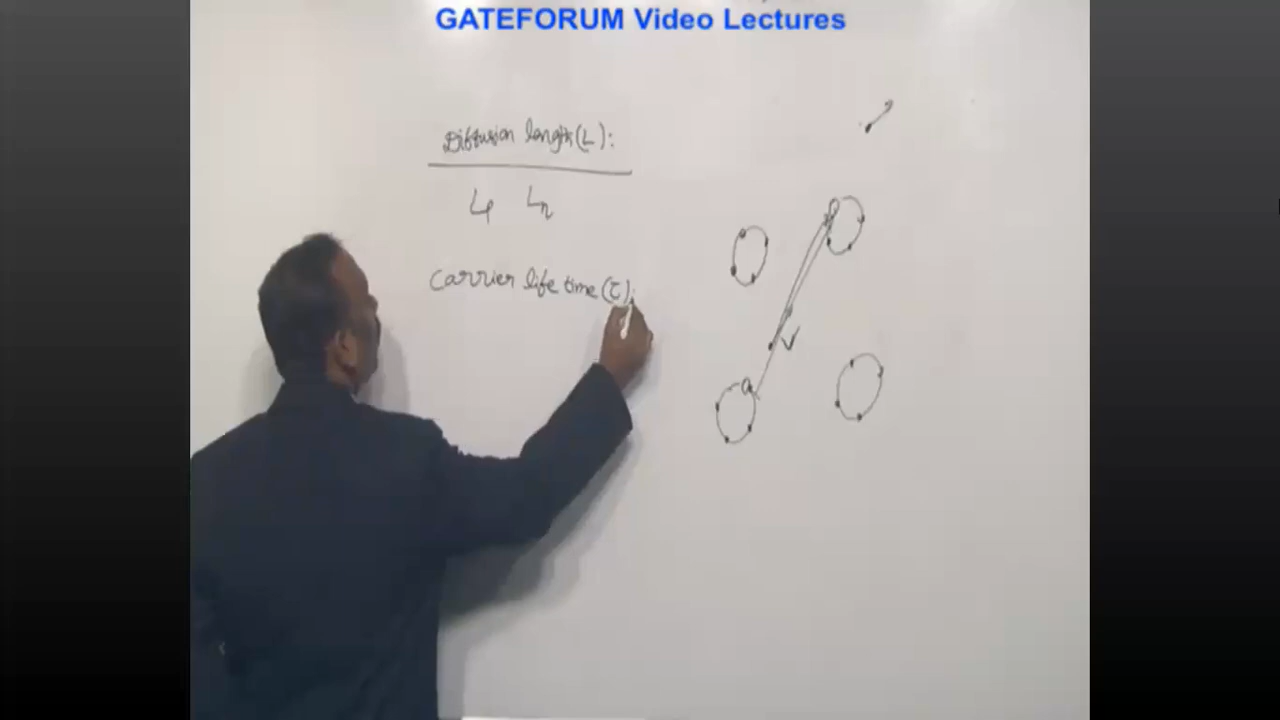 GATEFORUM Video Lectures
Diffusion length (L):
Lp Ln
Carrier life time (τ):
V